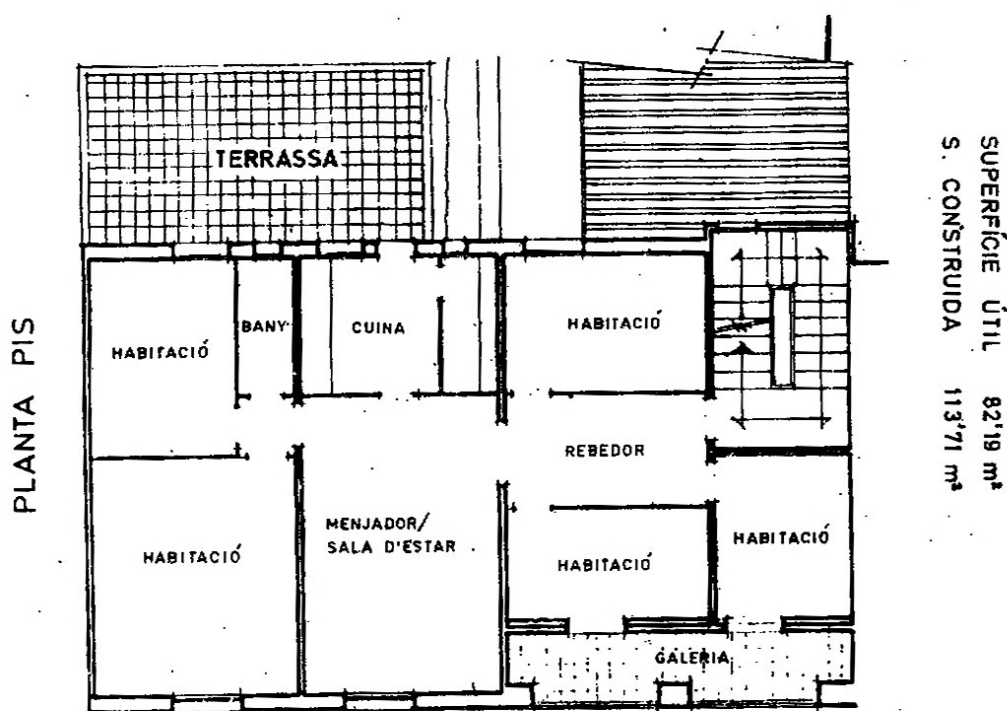 TERRASSA
HABITACIÓ
BANY
CUINA
HABITACIÓ
REBEDOR
HABITACIÓ
MENJADOR/
SALA D'ESTAR
HABITACIÓ
HABITACIÓ
GALERIA
PLANTA PIS
SUPERFÍCIE ÚTIL 82'19 m²
S. CONSTRUIDA 113'71 m²